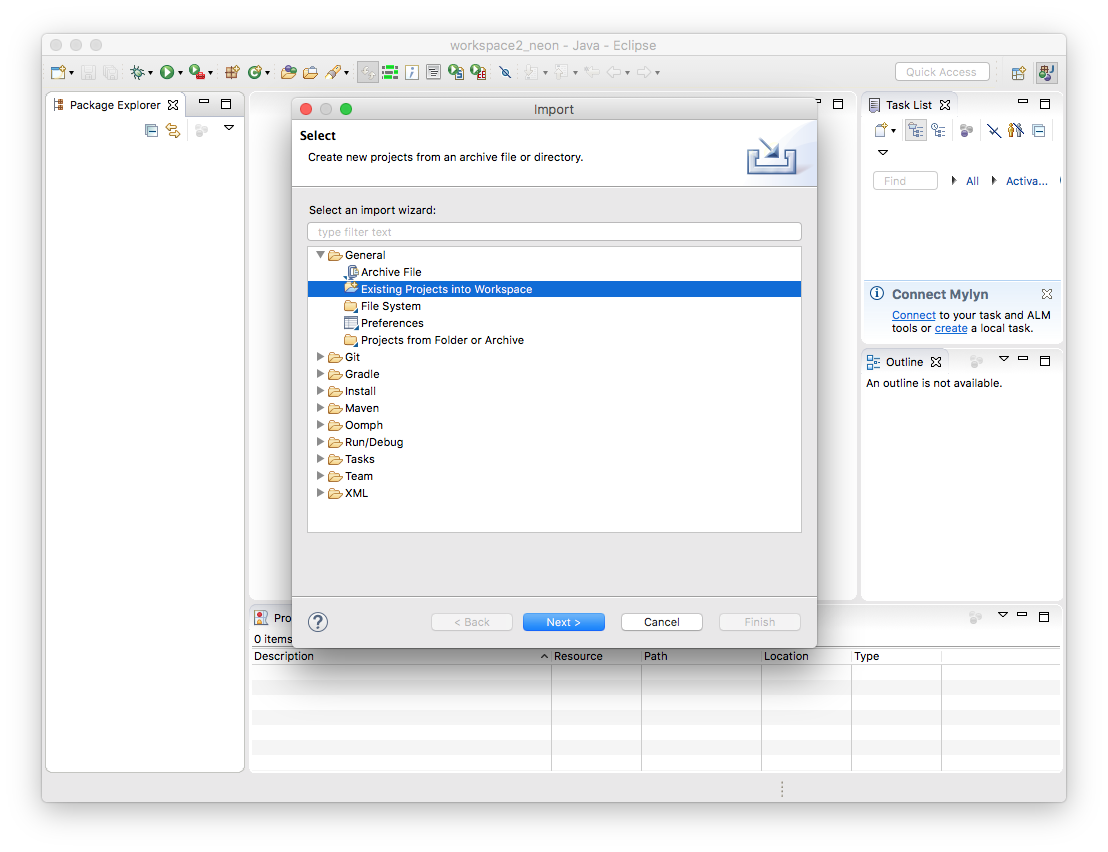 workspace2_neon - Java - Eclipse
Quick Access
Package Explorer
Task List
Find
All
Activa...
Connect Mylyn
Connect to your task and ALM
tools or create a local task.
Outline
An outline is not available.
Import
Select
Create new projects from an archive file or directory.
Select an import wizard:
type filter text
General
Archive File
Existing Projects into Workspace
File System
Preferences
Projects from Folder or Archive
Git
Gradle
Install
Maven
Oomph
Run/Debug
Tasks
Team
XML
?
< Back
Next >
Cancel
Finish
Pro
0 items
Description
Resource
Path
Location
Type